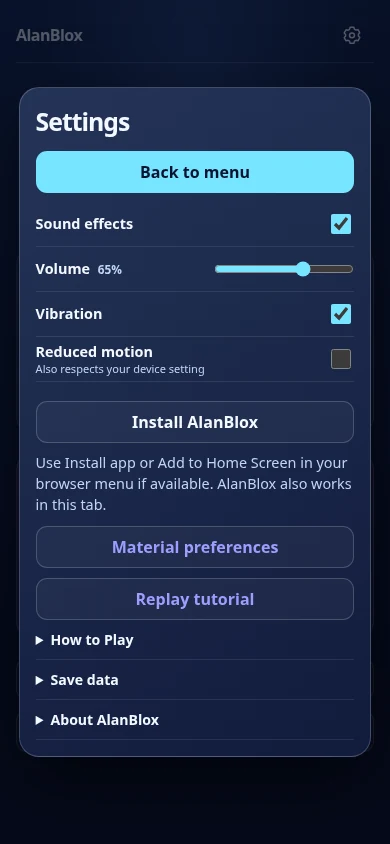 AlanBlox
Settings
Back to menu
Sound effects
Volume 65%
Vibration
Reduced motion
Also respects your device setting
Install AlanBlox
Use Install app or Add to Home Screen in your
browser menu if available. AlanBlox also works
in this tab.
Material preferences
Replay tutorial
How to Play
Save data
About AlanBlox